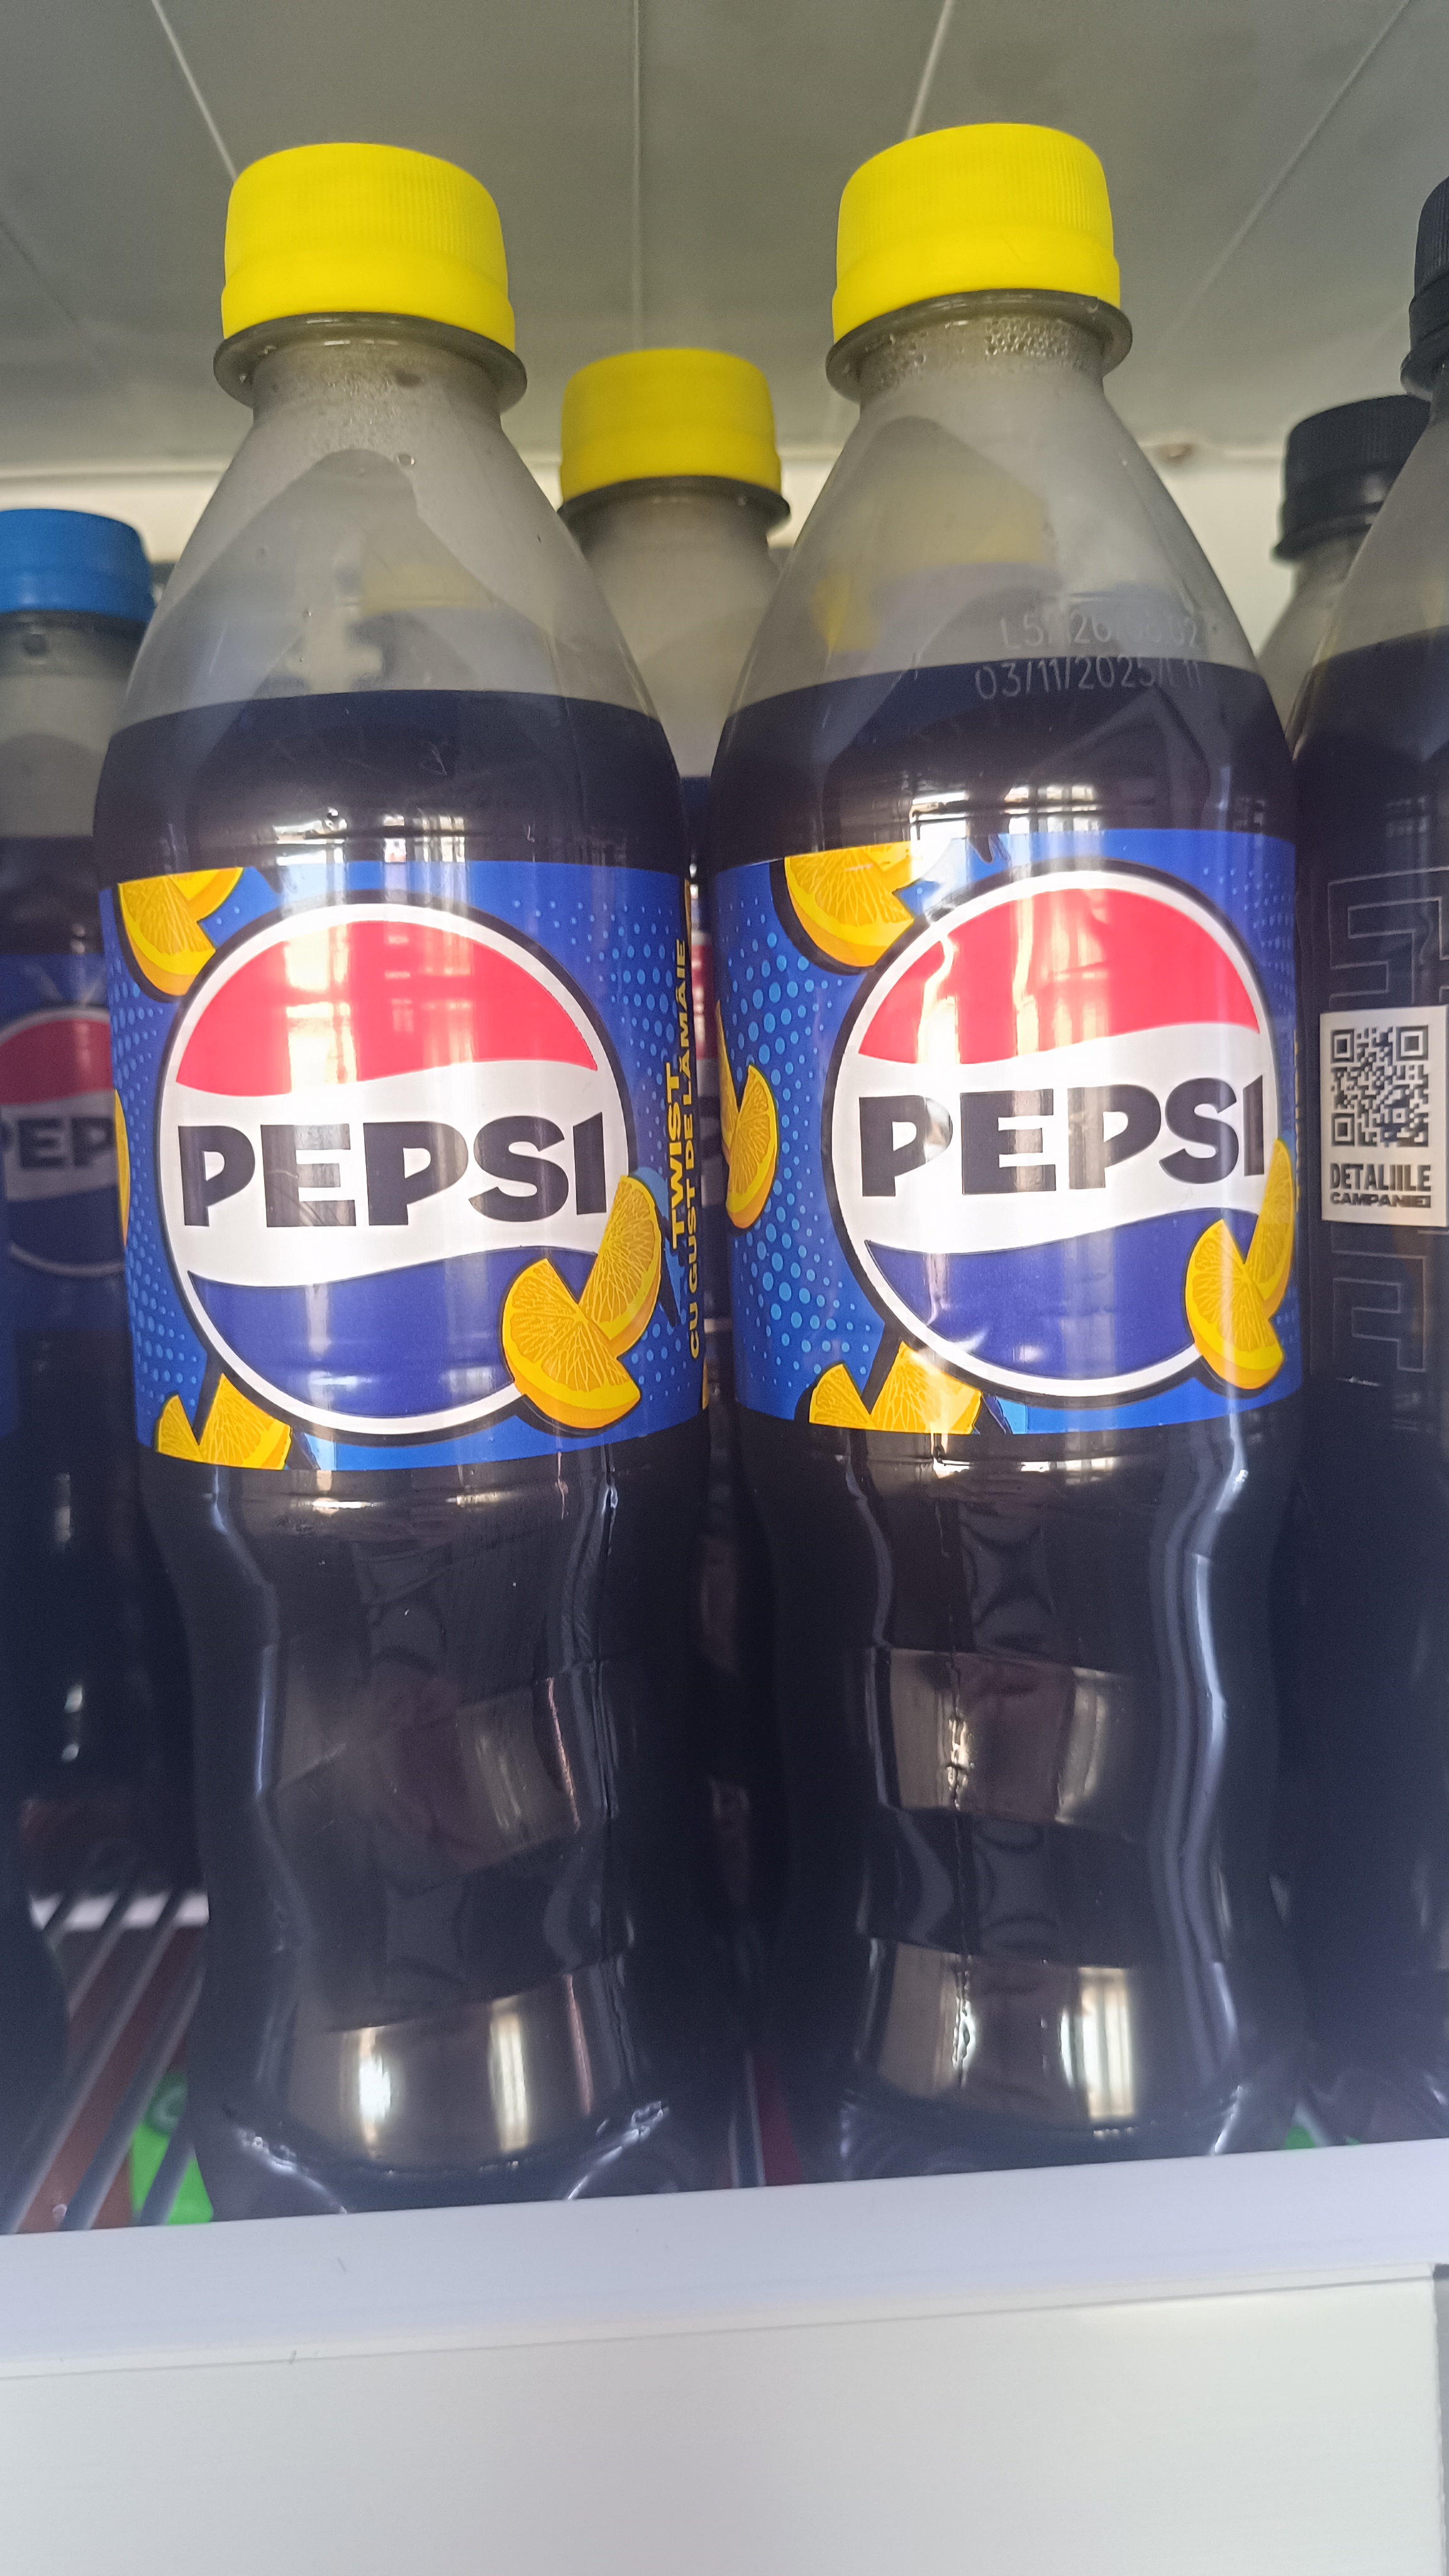 03/11/2025
PEPSI
TWIST
CU GUST DE LĂMÂIE
PEPSI
PEP
DETALIILE
CAMPANIEI